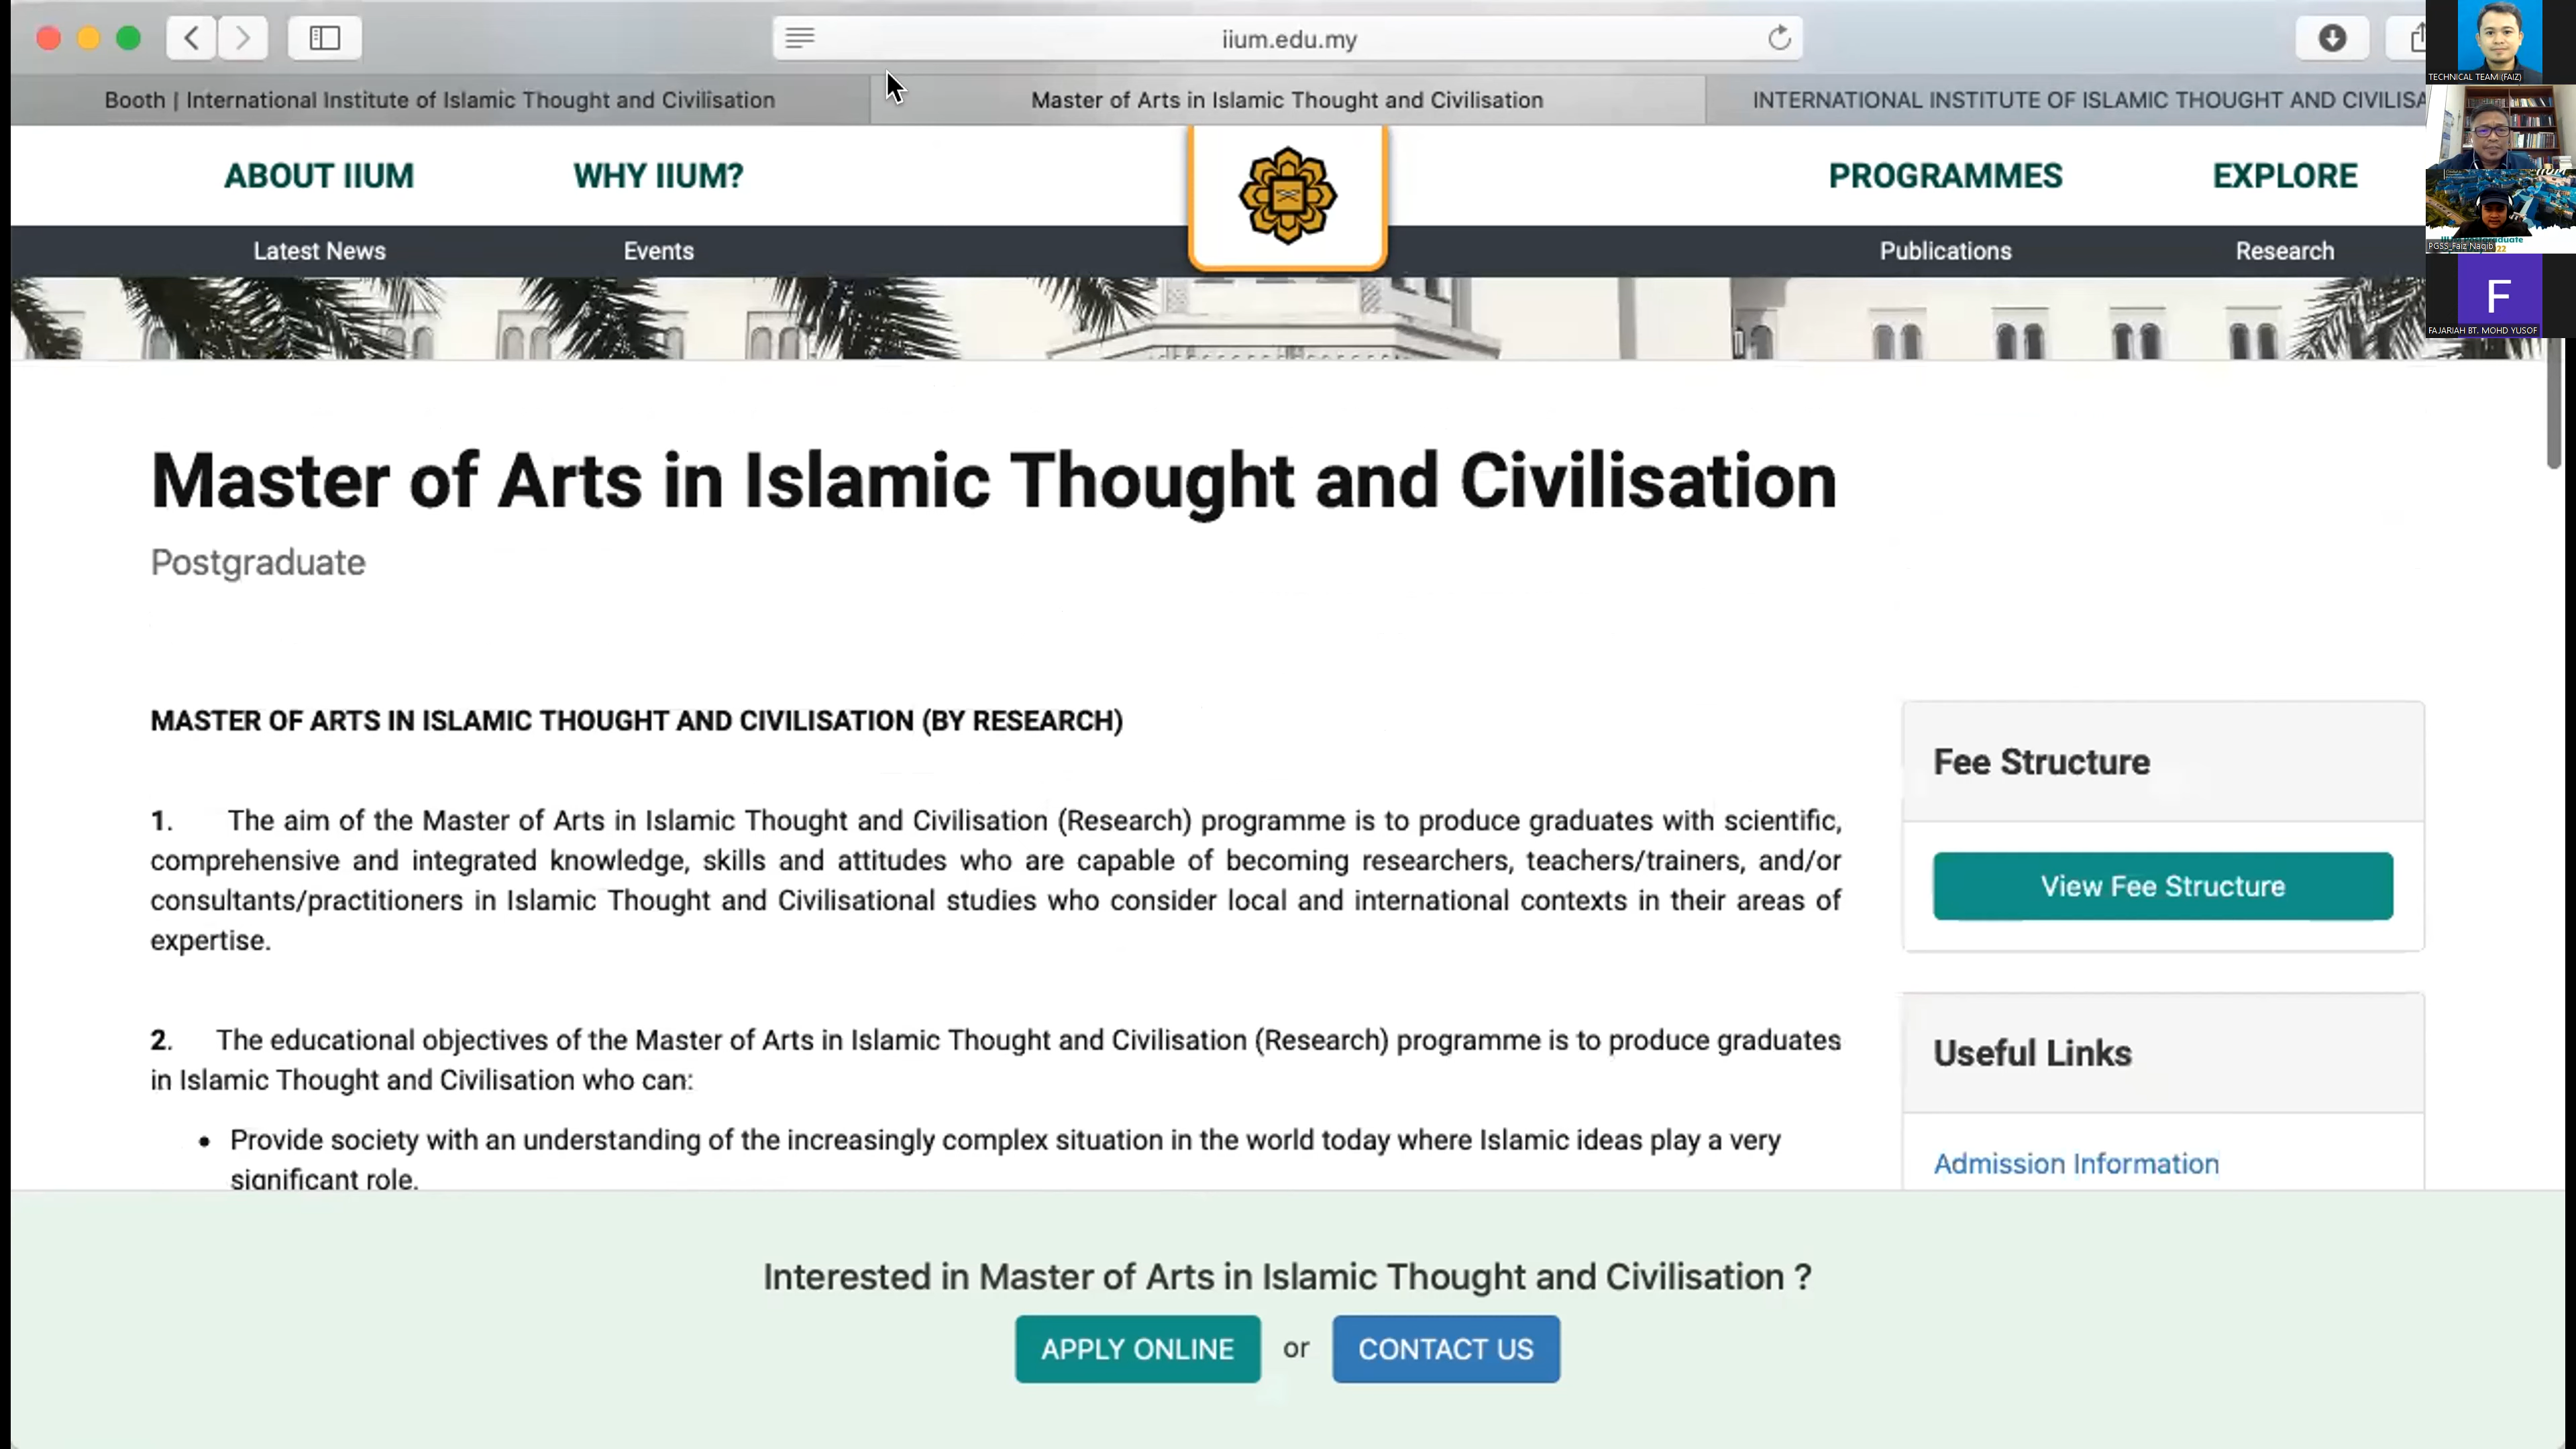 iium.edu.my
Booth | International Institute of Islamic Thought and Civilisation
Master of Arts in Islamic Thought and Civilisation
INTERNATIONAL INSTITUTE OF ISLAMIC THOUGHT AND CIVILISA
TECHNICAL TEAM (FAIZ)
ABOUT IIUM
WHY IIUM?
PROGRAMMES
EXPLORE
Latest News
Events
Publications
Research
PGSS_Faiz Naqib
F
FAJARIAH BT. MOHD YUSOF
Master of Arts in Islamic Thought and Civilisation
Postgraduate
MASTER OF ARTS IN ISLAMIC THOUGHT AND CIVILISATION (BY RESEARCH)
1. The aim of the Master of Arts in Islamic Thought and Civilisation (Research) programme is to produce graduates with scientific,
comprehensive and integrated knowledge, skills and attitudes who are capable of becoming researchers, teachers/trainers, and/or
consultants/practitioners in Islamic Thought and Civilisational studies who consider local and international contexts in their areas of
expertise.
2. The educational objectives of the Master of Arts in Islamic Thought and Civilisation (Research) programme is to produce graduates
in Islamic Thought and Civilisation who can:
• Provide society with an understanding of the increasingly complex situation in the world today where Islamic ideas play a very
significant role.
Fee Structure
View Fee Structure
Useful Links
Admission Information
Interested in Master of Arts in Islamic Thought and Civilisation ?
APPLY ONLINE or CONTACT US